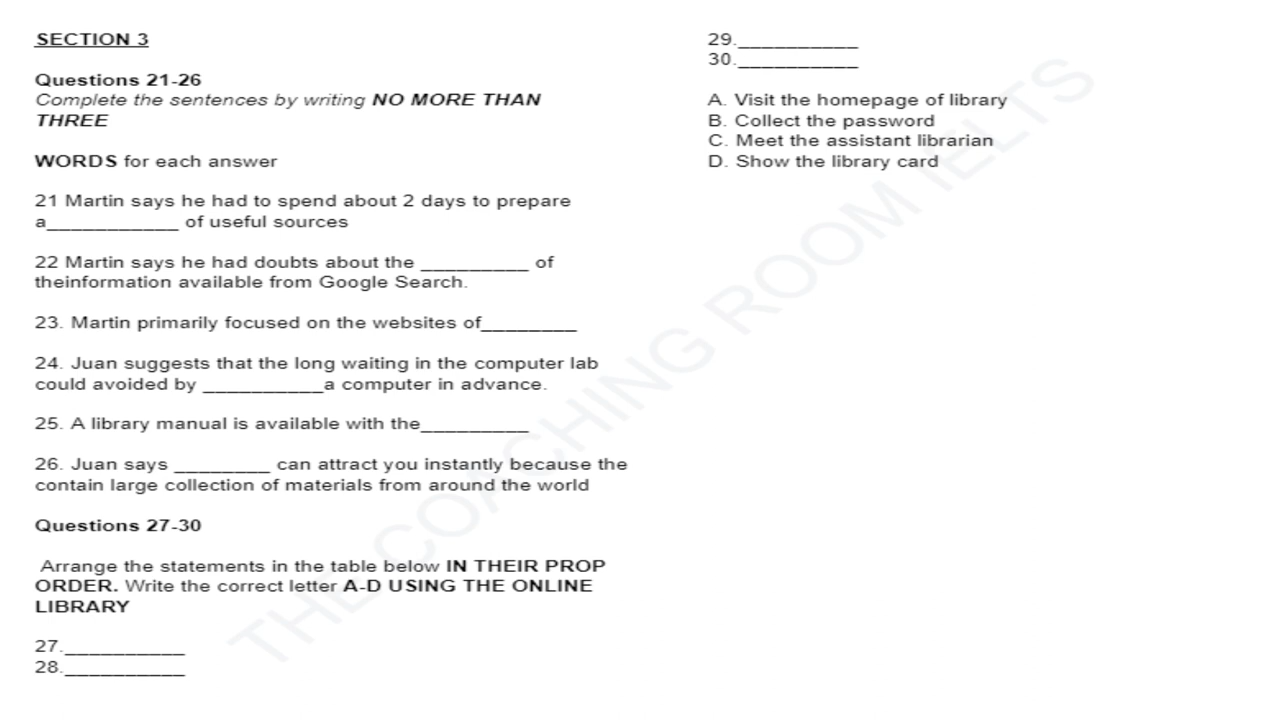 SECTION 3
Questions 21-26
Complete the sentences by writing NO MORE THAN
THREE
WORDS for each answer
21 Martin says he had to spend about 2 days to prepare
a___________ of useful sources
22 Martin says he had doubts about the _________ of
theinformation available from Google Search.
23. Martin primarily focused on the websites of________
24. Juan suggests that the long waiting in the computer lab
could avoided by __________a computer in advance.
25. A library manual is available with the_________
26. Juan says ________ can attract you instantly because the
contain large collection of materials from around the world
Questions 27-30
Arrange the statements in the table below IN THEIR PROP
ORDER. Write the correct letter A-D USING THE ONLINE
LIBRARY
27.__________
28.__________
29.__________
30.__________
A. Visit the homepage of library
B. Collect the password
C. Meet the assistant librarian
D. Show the library card
THE COACHING ROOM IELTS